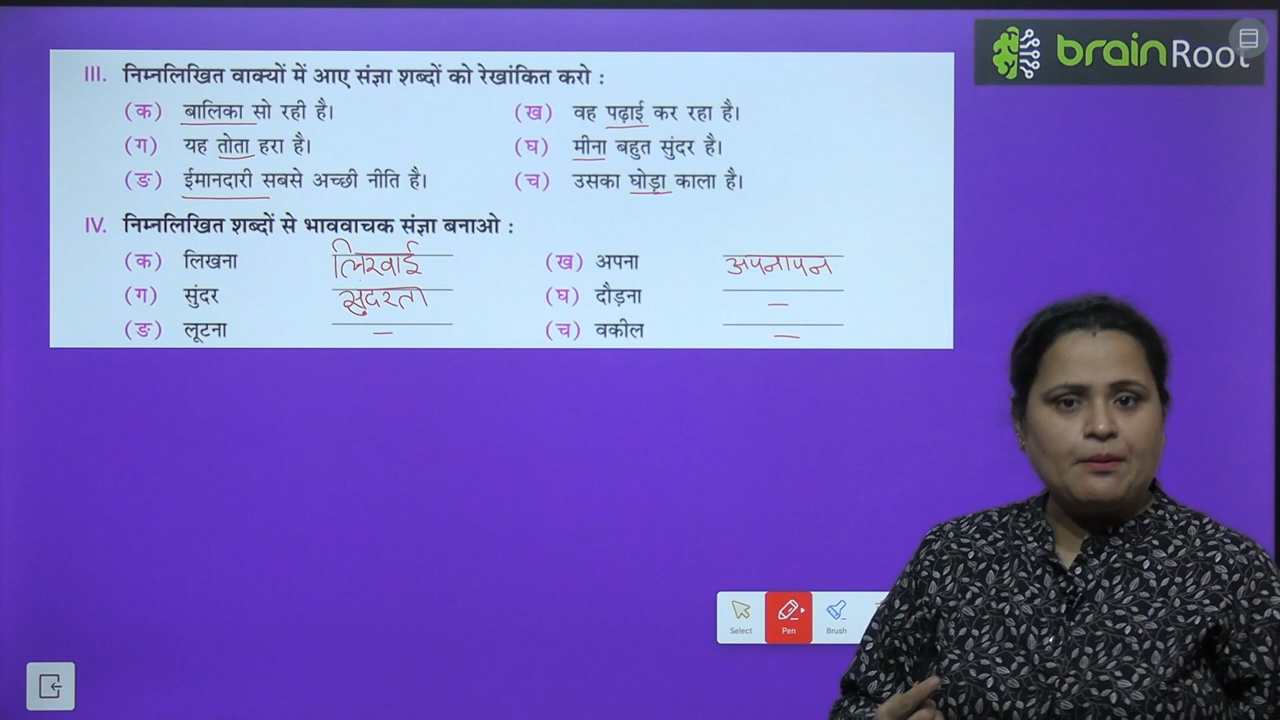 brainRoot
III. निम्नलिखित वाक्यों में आए संज्ञा शब्दों को रेखांकित करो :
(क) बालिका सो रही है। (ख) वह पढ़ाई कर रहा है।
(ग) यह तोता हरा है। (घ) मीना बहुत सुंदर है।
(ङ) ईमानदारी सबसे अच्छी नीति है। (च) उसका घोड़ा काला है।
IV. निम्नलिखित शब्दों से भाववाचक संज्ञा बनाओ :
(क) लिखना लिखाई (ख) अपना अपनापन
(ग) सुंदर सुंदरता (घ) दौड़ना –
(ङ) लूटना – (च) वकील –
Select Pen Brush